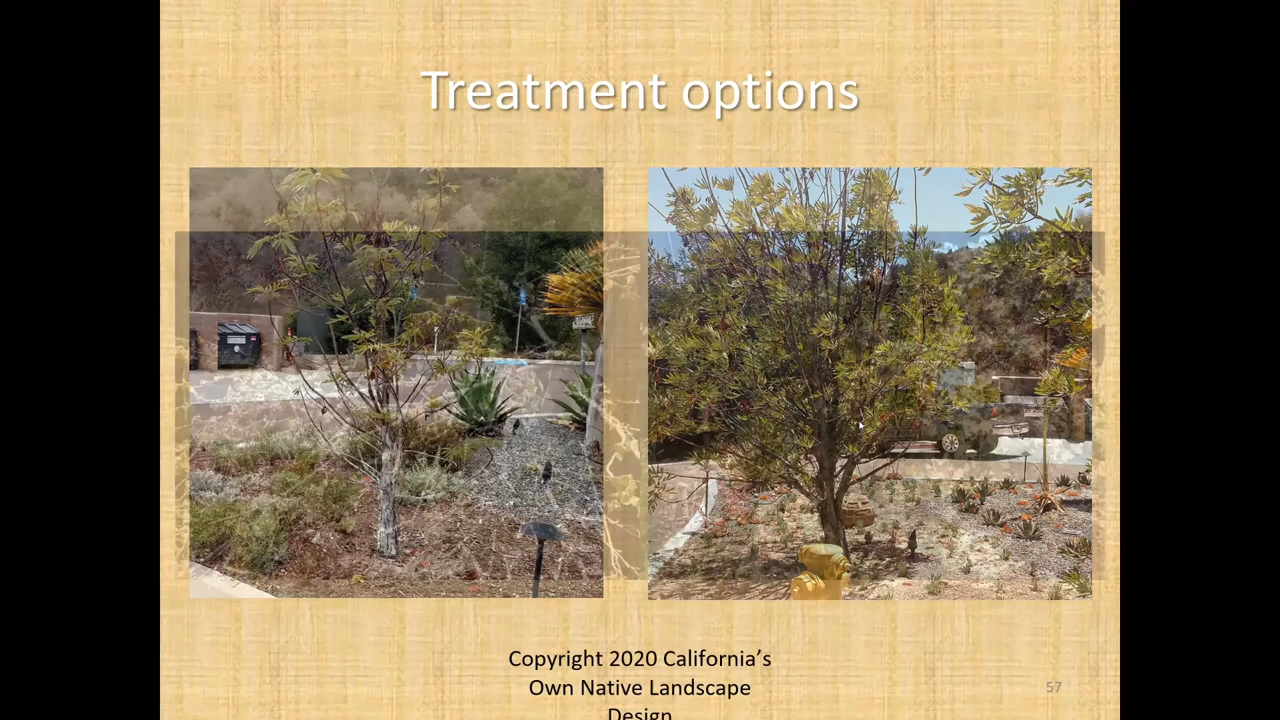 Treatment options
Copyright 2020 California’s
Own Native Landscape
Design
57